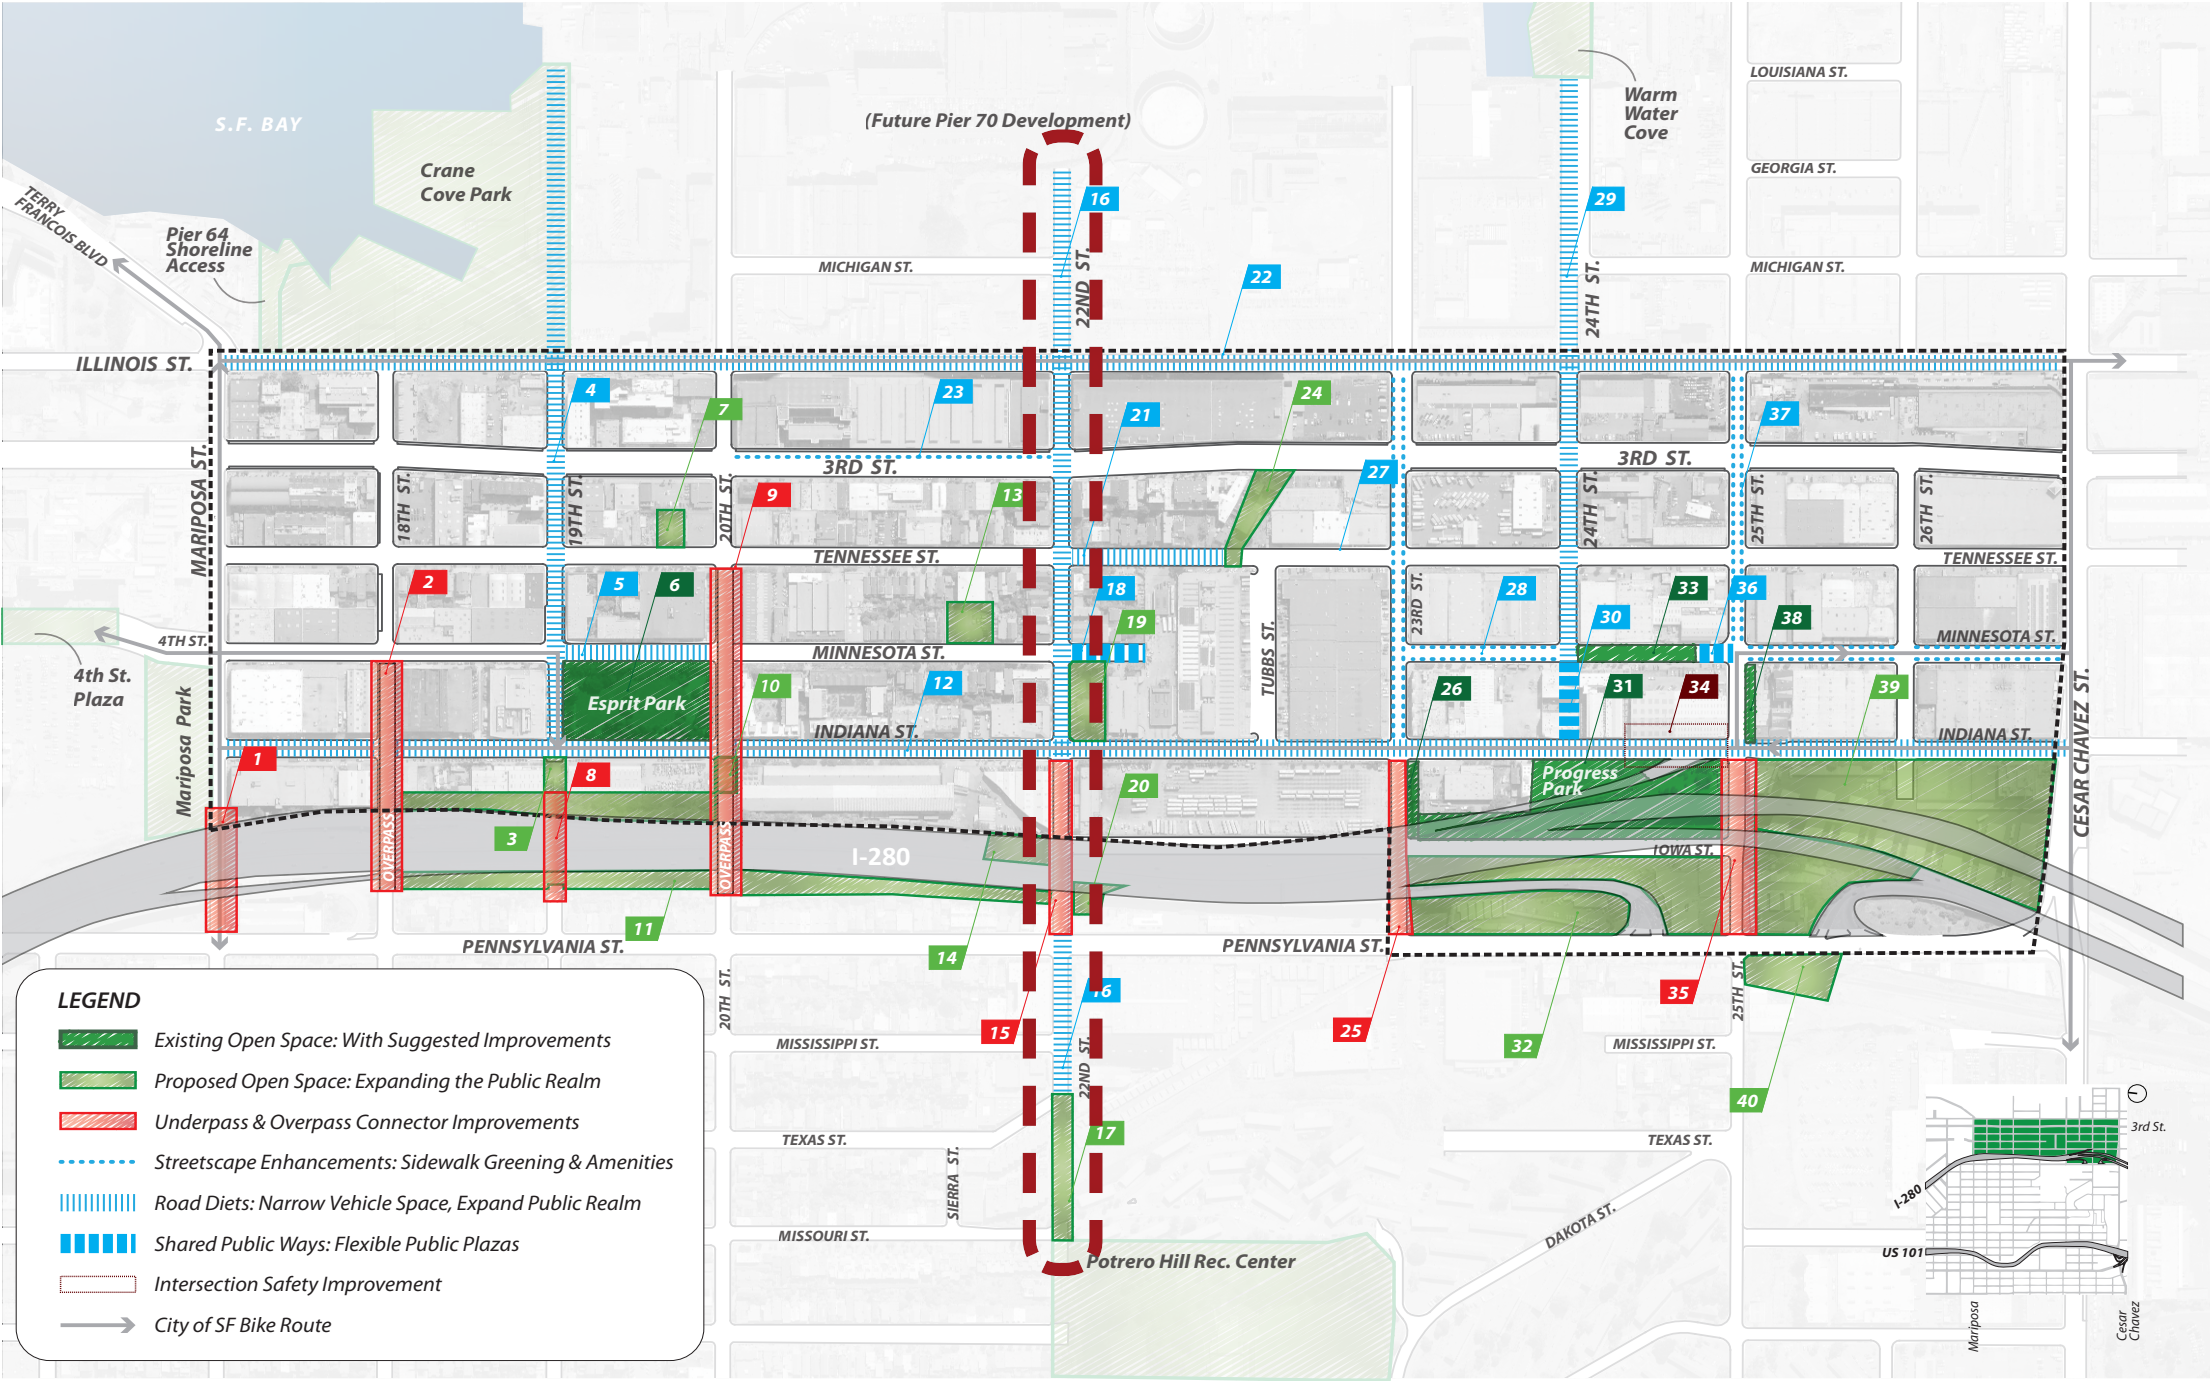 LOUISIANA ST.
Warm
Water
Cove
(Future Pier 70 Development)
S.F. BAY
Crane
Cove Park
GEORGIA ST.
TERRY
FRANCOIS BLVD
Pier 64
Shoreline
Access
16
29
MICHIGAN ST.
22ND ST.
22
MICHIGAN ST.
24TH ST.
ILLINOIS ST.
4
7
23
21
24
37
MARIPOSA ST.
3RD ST.
3RD ST.
18TH ST.
19TH ST.
20TH ST.
9
13
27
24TH ST.
25TH ST.
26TH ST.
TENNESSEE ST.
TENNESSEE ST.
2
5
6
18
19
23RD ST.
28
30
33
36
38
4TH ST.
MINNESOTA ST.
MINNESOTA ST.
4th St.
Plaza
Mariposa Park
Esprit Park
10
12
TUBBS ST.
26
31
34
39
CESAR CHAVEZ ST.
INDIANA ST.
INDIANA ST.
1
8
Progress
Park
20
3
OVERPASS
OVERPASS
I-280
IOWA ST.
11
14
PENNSYLVANIA ST.
PENNSYLVANIA ST.
20TH ST.
15
16
25
32
35
25TH ST.
22ND ST.
MISSISSIPPI ST.
MISSISSIPPI ST.
40
17
TEXAS ST.
TEXAS ST.
SIERRA ST.
MISSOURI ST.
DAKOTA ST.
Potrero Hill Rec. Center
LEGEND
Existing Open Space: With Suggested Improvements
Proposed Open Space: Expanding the Public Realm
Underpass & Overpass Connector Improvements
Streetscape Enhancements: Sidewalk Greening & Amenities
Road Diets: Narrow Vehicle Space, Expand Public Realm
Shared Public Ways: Flexible Public Plazas
Intersection Safety Improvement
City of SF Bike Route
3rd St.
I-280
US 101
Mariposa
Cesar
Chavez